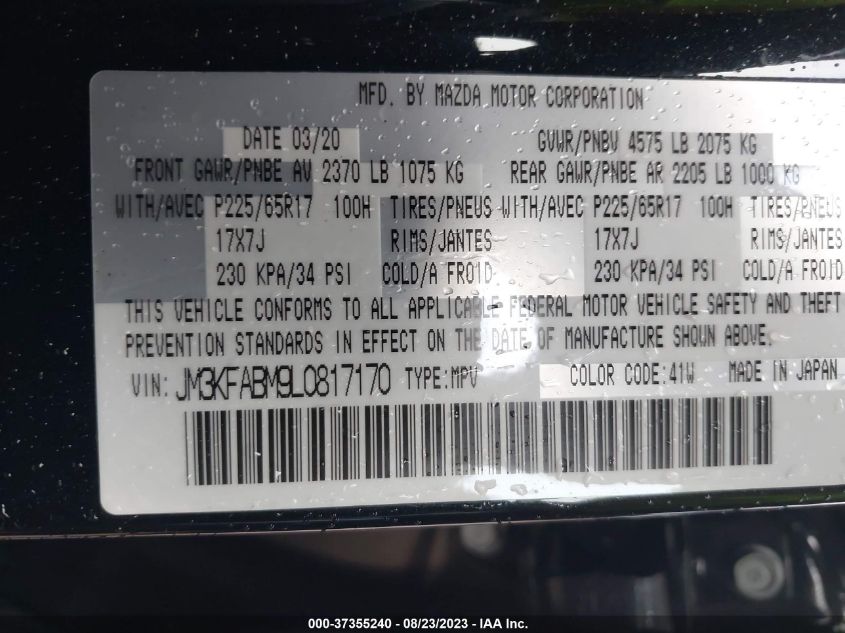 MFD. BY MAZDA MOTOR CORPORATION
DATE 03/20 GVWR/PNBV 4575 LB 2075 KG
FRONT GAWR/PNBE AV 2370 LB 1075 KG REAR GAWR/PNBE AR 2205 LB 1000 KG
WITH/AVEC P225/65R17 100H TIRES/PNEUS WITH/AVEC P225/65R17 100H TIRES/PNEUS
17X7J RIMS/JANTES 17X7J RIMS/JANTES
230 KPA/34 PSI COLD/A FROID 230 KPA/34 PSI COLD/A FROID
THIS VEHICLE CONFORMS TO ALL APPLICABLE FEDERAL MOTOR VEHICLE SAFETY AND THEFT
PREVENTION STANDARDS IN EFFECT ON THE DATE OF MANUFACTURE SHOWN ABOVE.
VIN: JM3KFABM9L0817170 TYPE:MPV COLOR CODE:41W MADE IN JAPAN
000-37355240 - 08/23/2023 - IAA Inc.